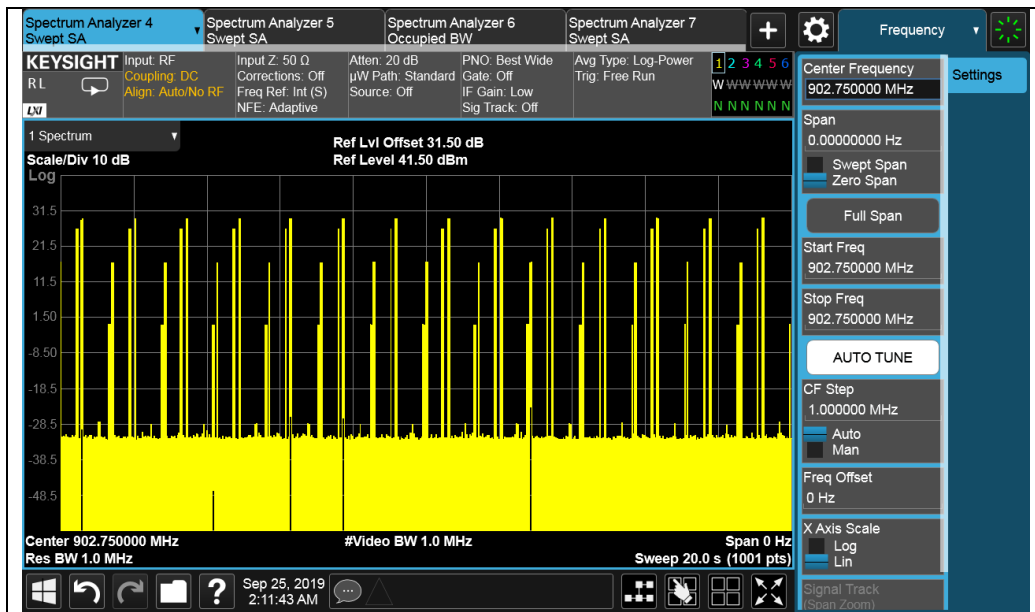 Spectrum Analyzer 4
Swept SA
Spectrum Analyzer 5
Swept SA
Spectrum Analyzer 6
Occupied BW
Spectrum Analyzer 7
Swept SA
+
Frequency
KEYSIGHT
R L
LXI
Input: RF
Coupling: DC
Align: Auto/No RF
Input Z: 50 Ω
Corrections: Off
Freq Ref: Int (S)
NFE: Adaptive
Atten: 20 dB
µW Path: Standard
Source: Off
PNO: Best Wide
Gate: Off
IF Gain: Low
Sig Track: Off
Avg Type: Log-Power
Trig: Free Run
1 2 3 4 5 6
W W W W W W
N N N N N N
1 Spectrum
Scale/Div 10 dB
Log
Ref Lvl Offset 31.50 dB
Ref Level 41.50 dBm
31.5
21.5
11.5
1.50
-8.50
-18.5
-28.5
-38.5
-48.5
Center 902.750000 MHz
Res BW 1.0 MHz
#Video BW 1.0 MHz
Span 0 Hz
Sweep 20.0 s (1001 pts)
Center Frequency
902.750000 MHz
Settings
Span
0.00000000 Hz
Swept Span
Zero Span
Full Span
Start Freq
902.750000 MHz
Stop Freq
902.750000 MHz
AUTO TUNE
CF Step
1.000000 MHz
Auto
Man
Freq Offset
0 Hz
X Axis Scale
Log
Lin
Signal Track
(Span Zoom)
?
Sep 25, 2019
2:11:43 AM